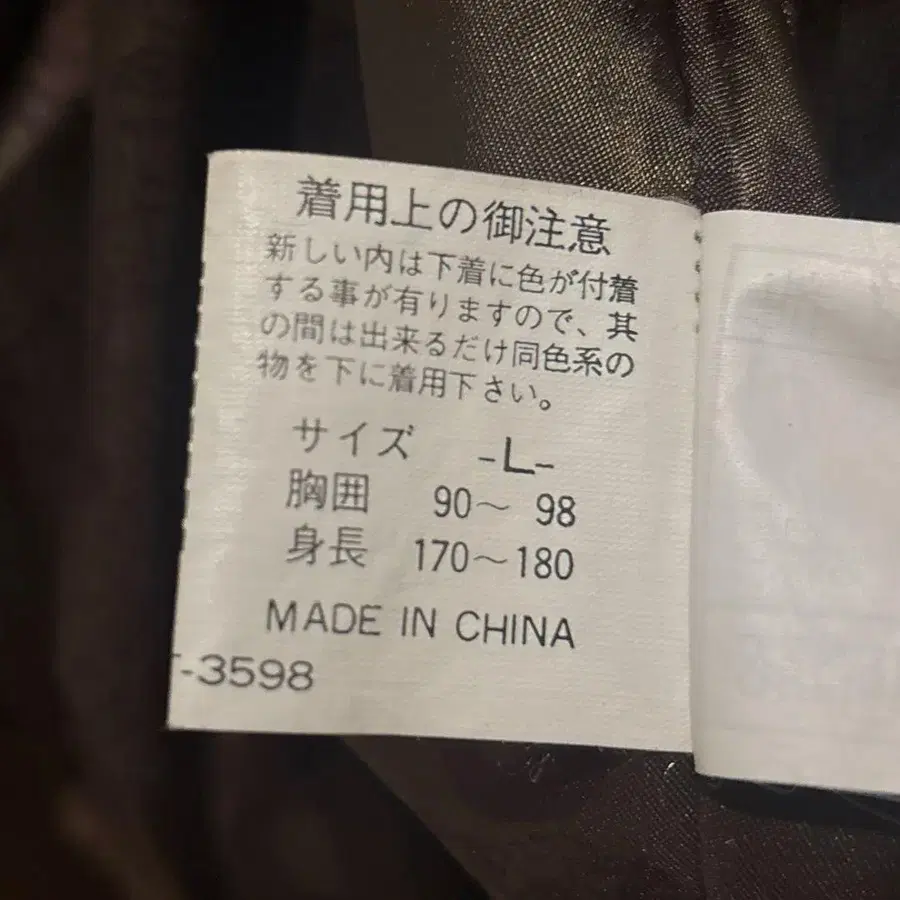 着用上の御注意
新しい内は下着に色が付着
する事が有りますので、其
の間は出来るだけ同色系の
物を下に着用下さい。
サイズ -L-
胸囲 90～ 98
身長 170～180
MADE IN CHINA
-3598